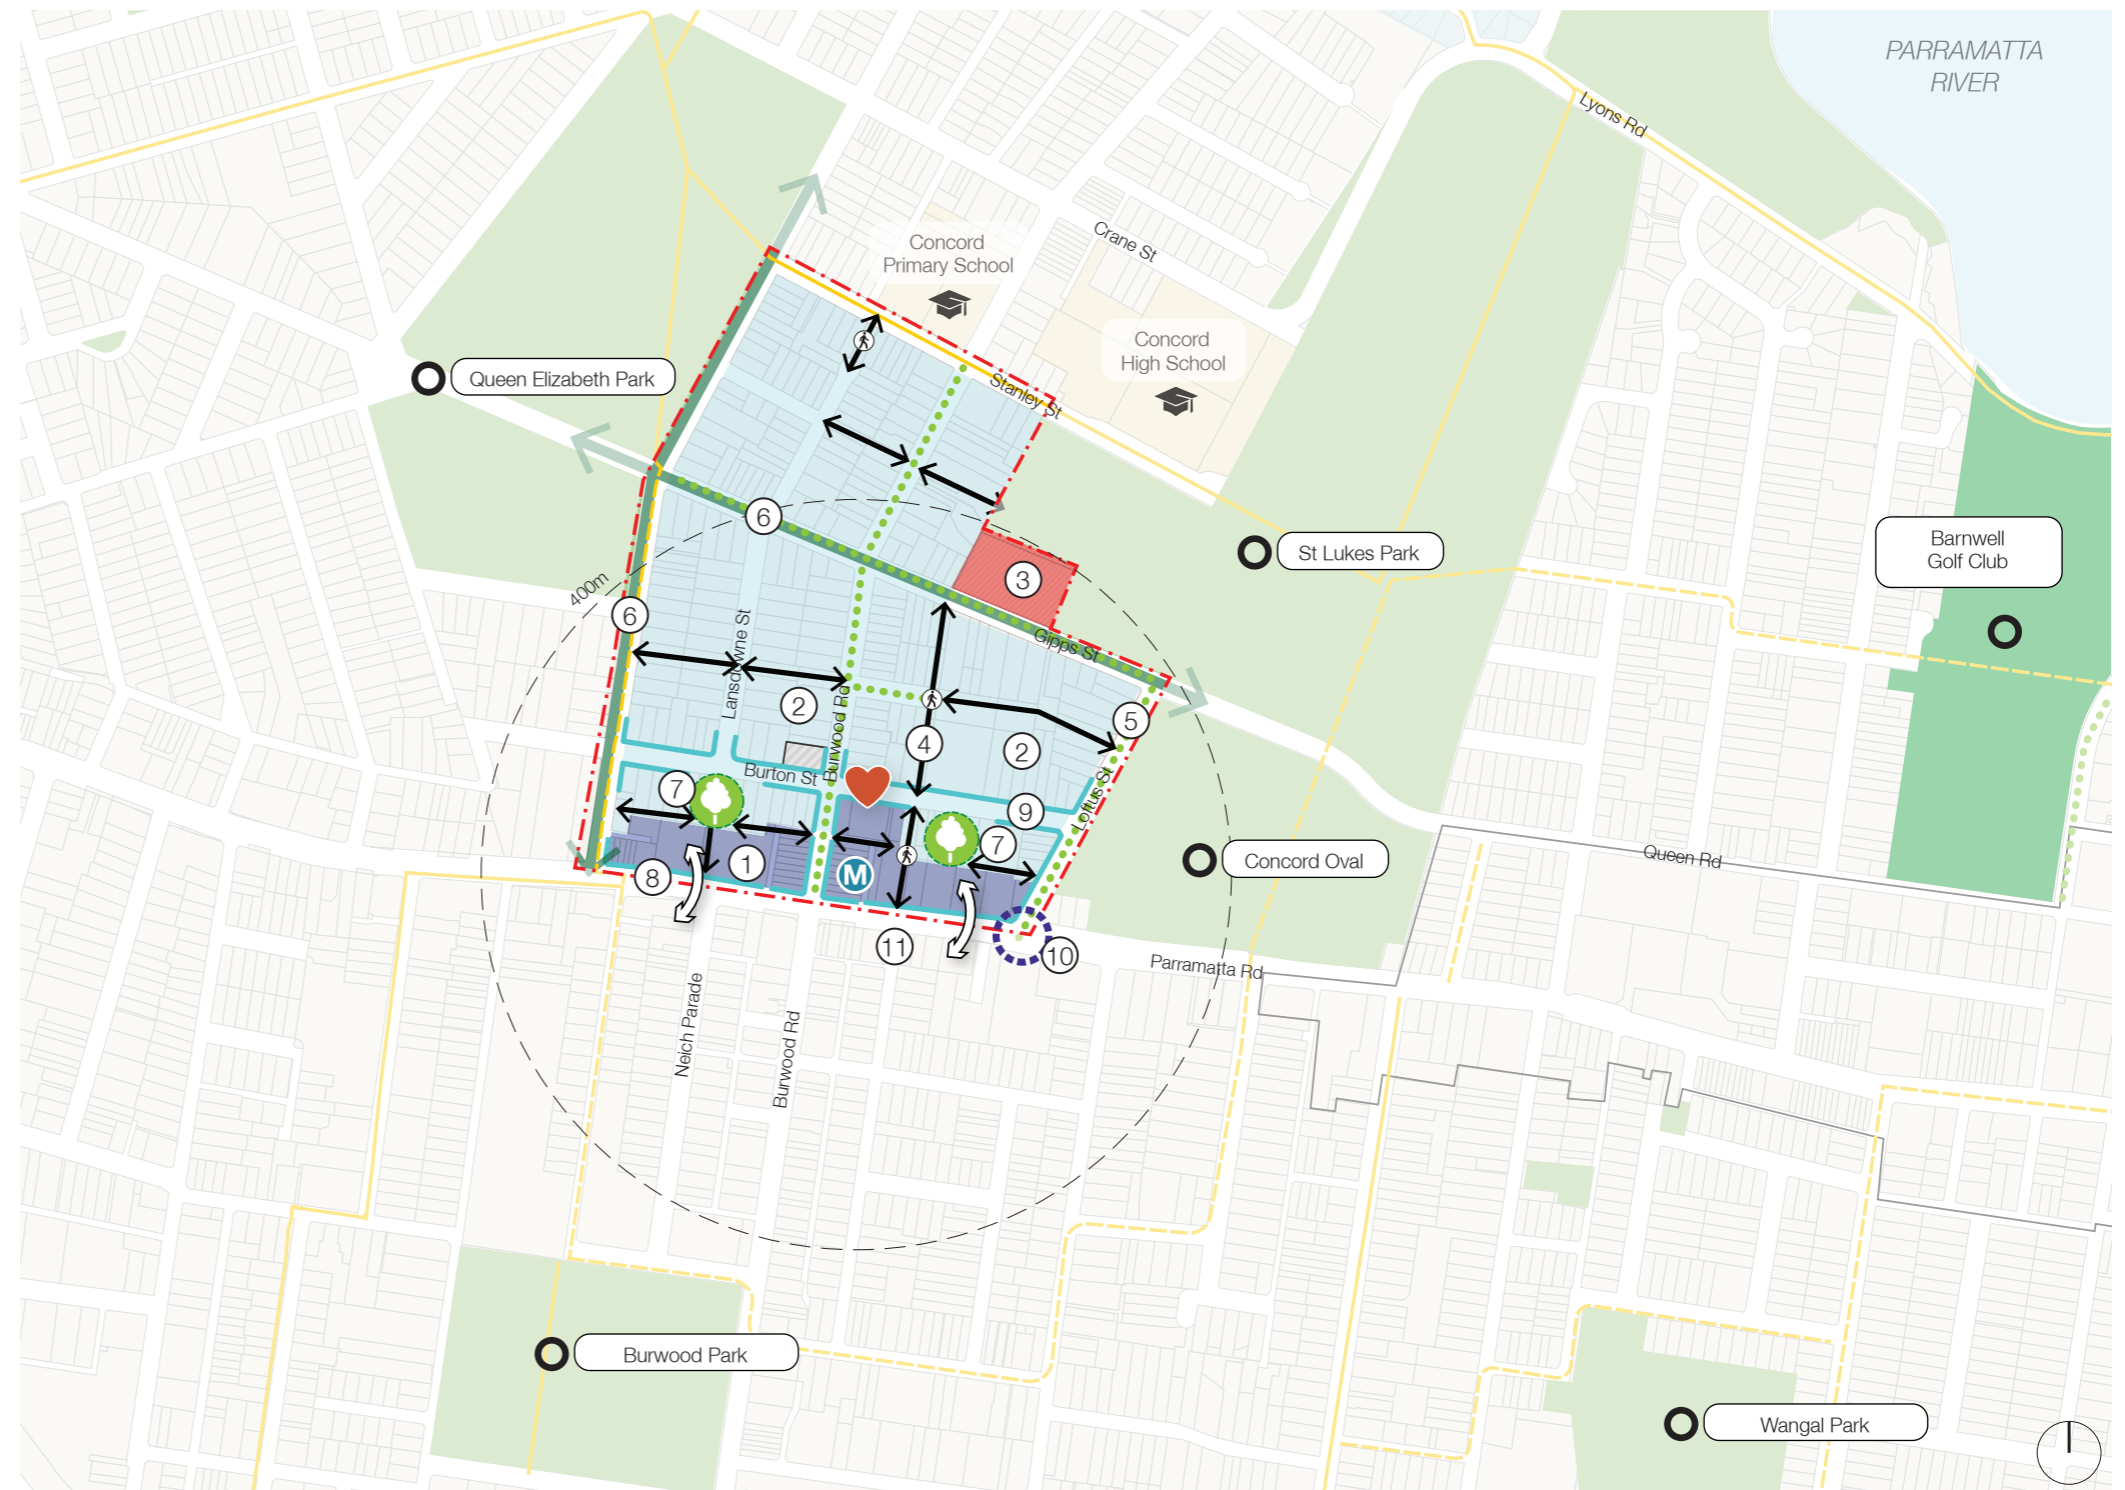 PARRAMATTA
RIVER
Lyons Rd
Concord
Primary School
Crane St
Concord
High School
Queen Elizabeth Park
Stanley St
6
St Lukes Park
Barnwell
Golf Club
3
400m
6
Gipps St
Lansdowne St
2
Burwood Rd
5
4
2
Burton St
7
9
Loftus St
7
1
8
M
Concord Oval
Queen Rd
11
10
Parramatta Rd
Neich Parade
Burwood Rd
Burwood Park
Wangal Park